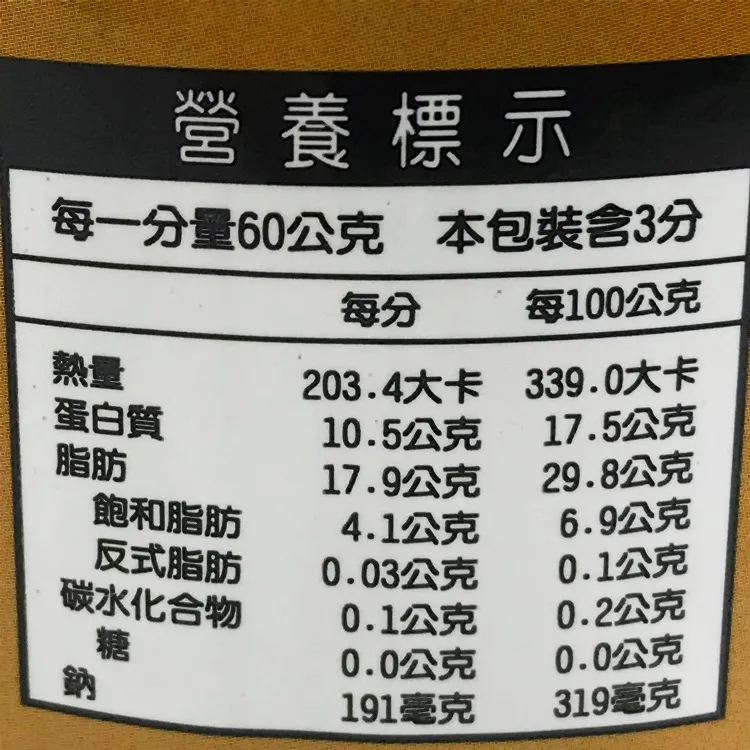 營養標示
每一分量60公克 本包裝含3分
每分 每100公克
熱量 203.4大卡 339.0大卡
蛋白質 10.5公克 17.5公克
脂肪 17.9公克 29.8公克
飽和脂肪 4.1公克 6.9公克
反式脂肪 0.03公克 0.1公克
碳水化合物 0.1公克 0.2公克
糖 0.0公克 0.0公克
鈉 191毫克 319毫克